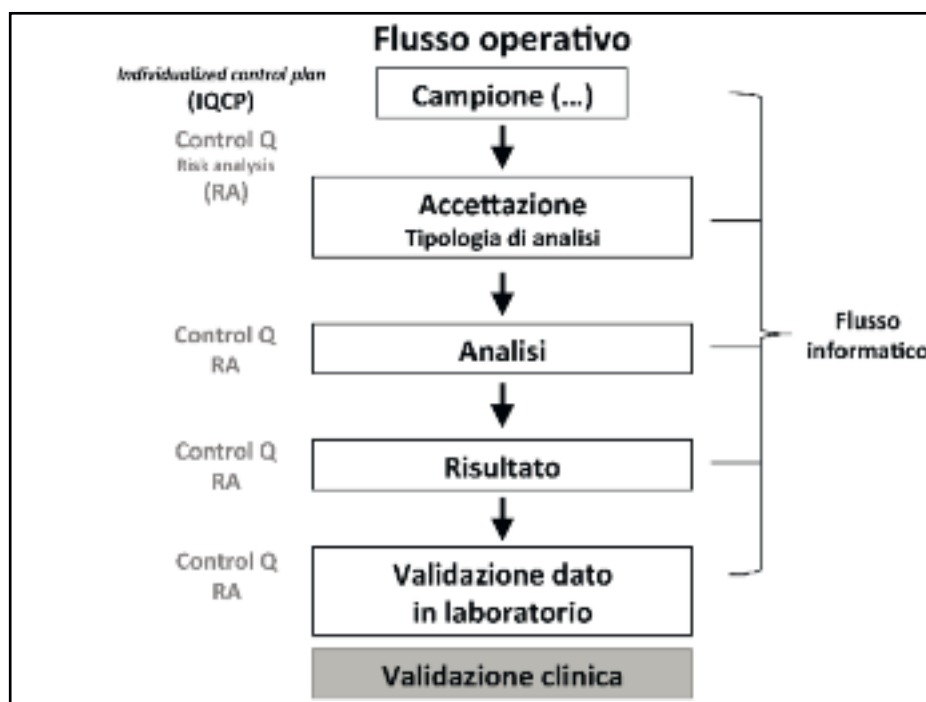 Flusso operativo
Individualized control plan
(IQCP)
Campione (...)
Control Q
Risk analysis
(RA)
Accettazione
Tipologia di analisi
Control Q
RA
Analisi
Flusso
informatico
Control Q
RA
Risultato
Control Q
RA
Validazione dato
in laboratorio
Validazione clinica